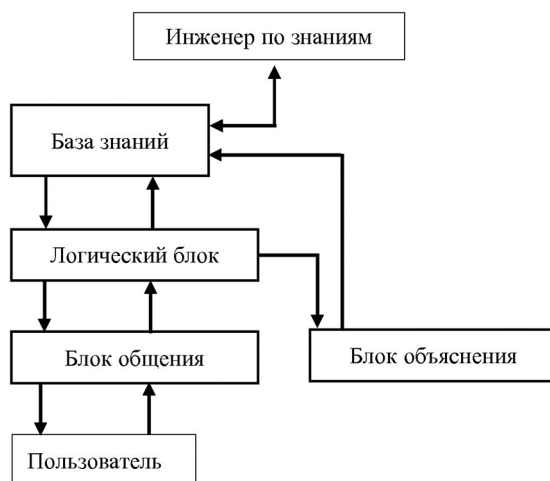 Инженер по знаниям
База знаний
Логический блок
Блок общения
Блок объяснения
Пользователь